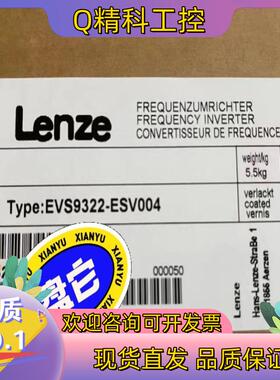 Q精科工控
Lenze
FREQUENZUMRICHTER
FREQUENCY INVERTER
CONVERTISSEUR DE FREQUENCE
weight/kg
5.5kg
Type:EVS9322-ESV004
verlackt
coated
vernis
XIANYU
XIANYU
盘它
000050
Lenze
Hans-Lenze-Straße 1
Aerzen
欢迎咨询可开发票
现货直发 品质保证